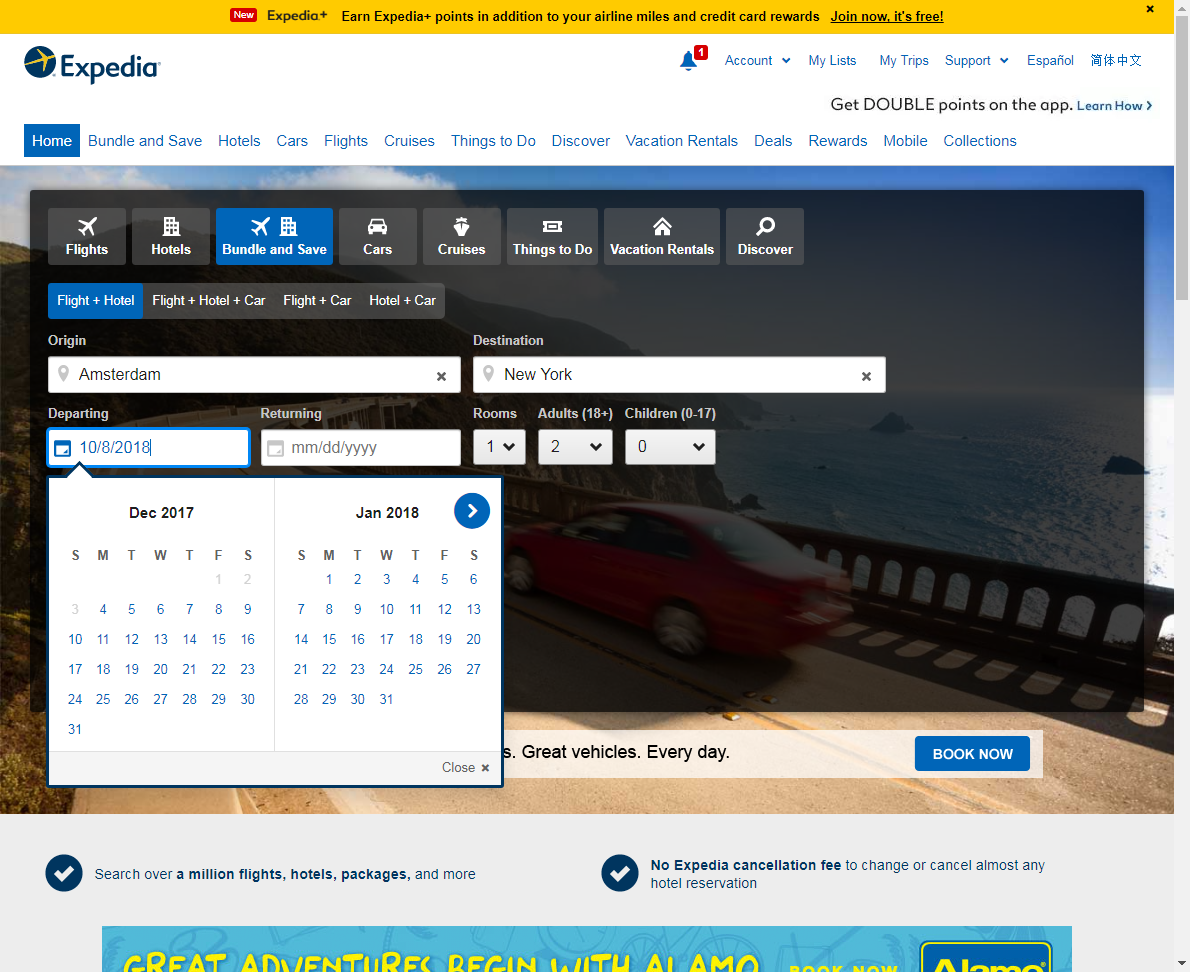 New Expedia+ Earn Expedia+ points in addition to your airline miles and credit card rewards Join now, it's free!
Expedia
1 Account My Lists My Trips Support Español 简体中文
Get DOUBLE points on the app. Learn How
Home Bundle and Save Hotels Cars Flights Cruises Things to Do Discover Vacation Rentals Deals Rewards Mobile Collections
Flights Hotels Bundle and Save Cars Cruises Things to Do Vacation Rentals Discover
Flight + Hotel Flight + Hotel + Car Flight + Car Hotel + Car
Origin Destination
Amsterdam New York
Departing Returning Rooms Adults (18+) Children (0-17)
10/8/2018 mm/dd/yyyy 1 2 0
Dec 2017 Jan 2018
S M T W T F S S M T W T F S
1 2 1 2 3 4 5 6
3 4 5 6 7 8 9 7 8 9 10 11 12 13
10 11 12 13 14 15 16 14 15 16 17 18 19 20
17 18 19 20 21 22 23 21 22 23 24 25 26 27
24 25 26 27 28 29 30 28 29 30 31
31
s. Great vehicles. Every day. BOOK NOW
Close
Search over a million flights, hotels, packages, and more
No Expedia cancellation fee to change or cancel almost any
hotel reservation
GREAT ADVENTURES BEGIN WITH ALAMO BOOK NOW Alamo